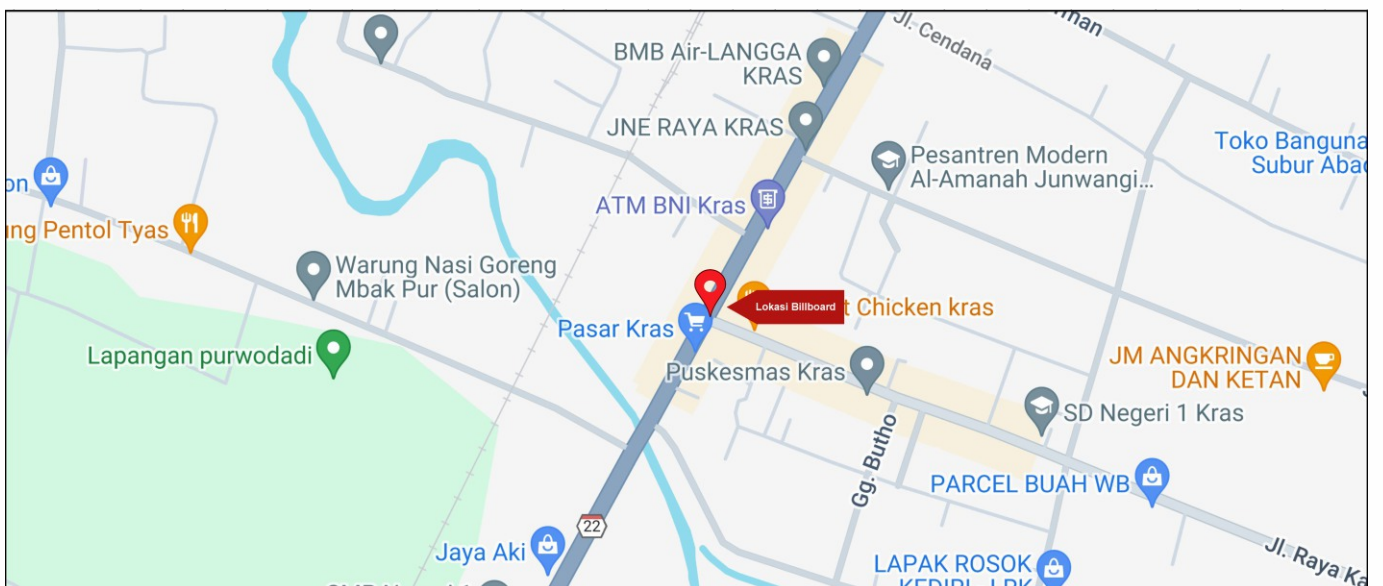 Jl. Cendana
BMB Air-LANGGA
KRAS
JNE RAYA KRAS
Pesantren Modern
Al-Amanah Junwangi...
Toko Banguna
Subur Abad
ATM BNI Kras
ng Pentol Tyas
Warung Nasi Goreng
Mbak Pur (Salon)
Lokasi Billboard
t Chicken kras
Pasar Kras
Lapangan purwodadi
Puskesmas Kras
JM ANGKRINGAN
DAN KETAN
SD Negeri 1 Kras
Gg. Butho
PARCEL BUAH WB
22
Jaya Aki
Jl. Raya Ka
LAPAK ROSOK